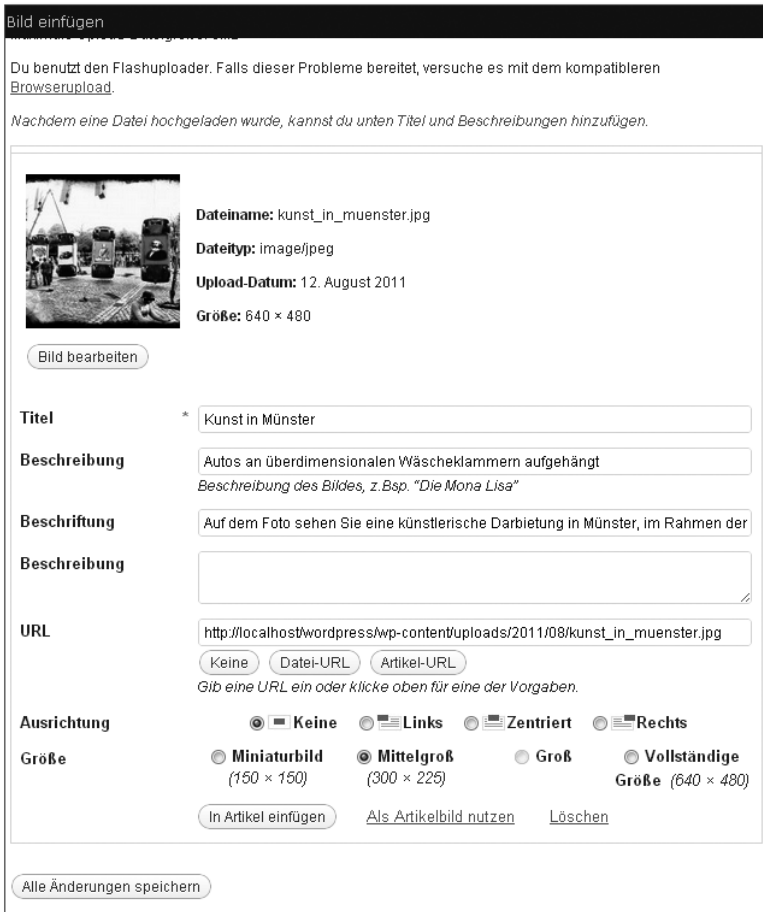 Bild einfügen
Du benutzt den Flashuploader. Falls dieser Probleme bereitet, versuche es mit dem kompatibleren
Browserupload.
Nachdem eine Datei hochgeladen wurde, kannst du unten Titel und Beschreibungen hinzufügen.
Dateiname: kunst_in_muenster.jpg
Dateityp: image/jpeg
Upload-Datum: 12. August 2011
Größe: 640 × 480
Bild bearbeiten
Titel * Kunst in Münster
Beschreibung Autos an überdimensionalen Wäscheklammern aufgehängt
Beschreibung des Bildes, z.Bsp. "Die Mona Lisa"
Beschriftung Auf dem Foto sehen Sie eine künstlerische Darbietung in Münster, im Rahmen der
Beschreibung
URL http://localhost/wordpress/wp-content/uploads/2011/08/kunst_in_muenster.jpg
Keine Datei-URL Artikel-URL
Gib eine URL ein oder klicke oben für eine der Vorgaben.
Ausrichtung Keine Links Zentriert Rechts
Größe Miniaturbild Mittelgroß Groß Vollständige
(150 × 150) (300 × 225) Größe (640 × 480)
In Artikel einfügen Als Artikelbild nutzen Löschen
Alle Änderungen speichern